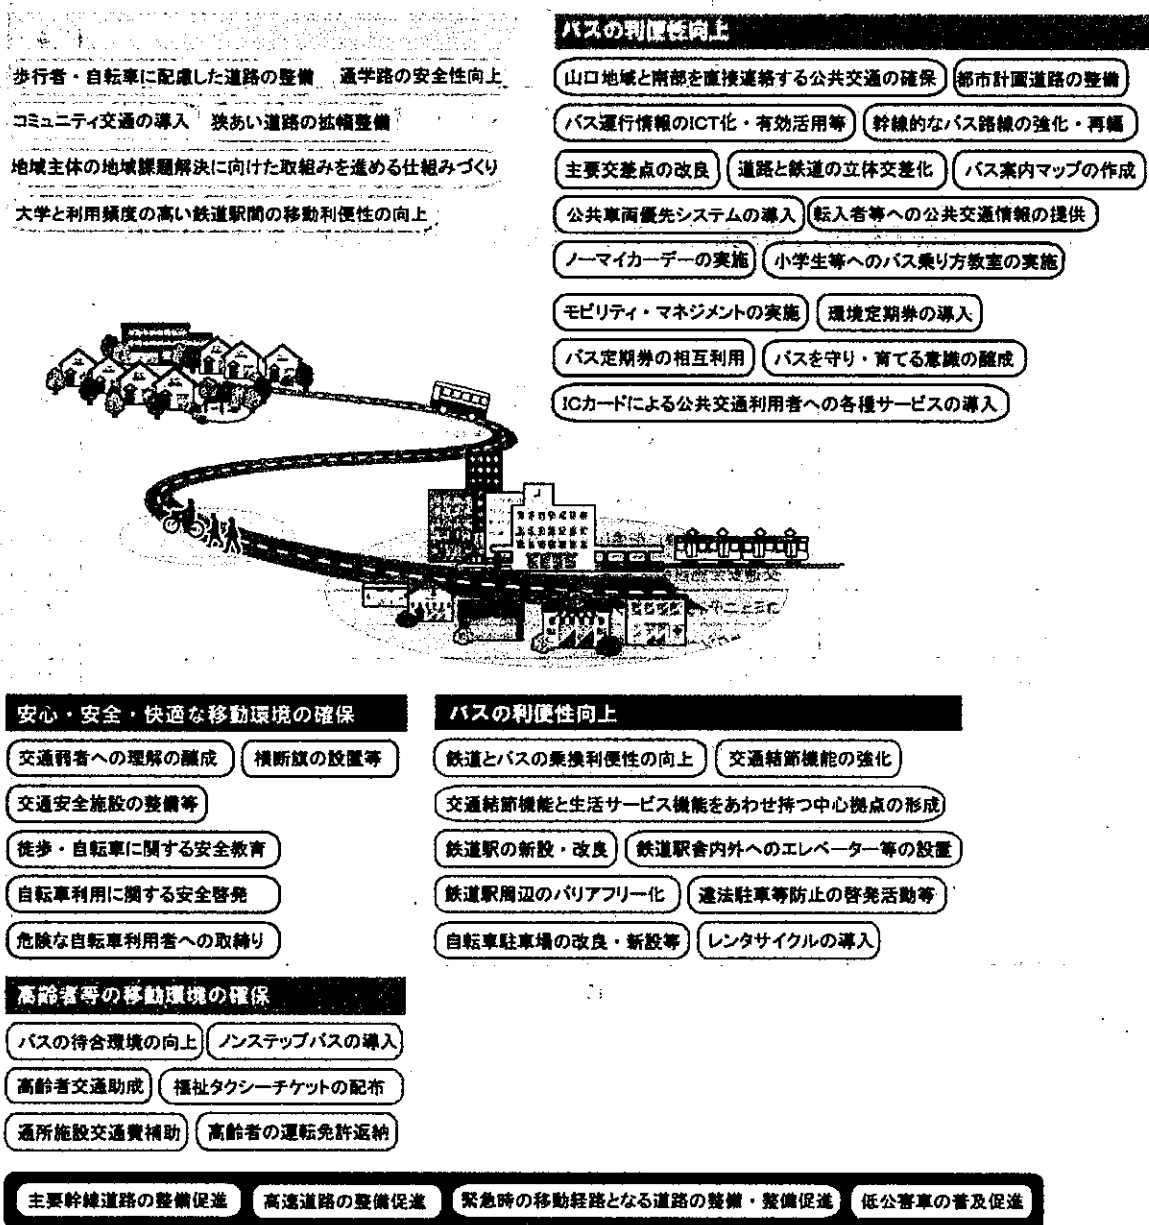 歩行者・自転車に配慮した道路の整備 通学路の安全性向上
コミュニティ交通の導入 狭あい道路の拡幅整備
地域主体の地域課題解決に向けた取組みを進める仕組みづくり
大学と利用頻度の高い鉄道駅間の移動利便性の向上
バスの利便性向上
山口地域と南部を直接連絡する公共交通の確保 都市計画道路の整備
バス運行情報のICT化・有効活用等 幹線的なバス路線の強化・再編
主要交差点の改良 道路と鉄道の立体交差化 バス案内マップの作成
公共車両優先システムの導入 転入者等への公共交通情報の提供
ノーマイカーデーの実施 小学生等へのバス乗り方教室の実施
モビリティ・マネジメントの実施 環境定期券の導入
バス定期券の相互利用 バスを守り・育てる意識の醸成
ICカードによる公共交通利用者への各種サービスの導入
安心・安全・快適な移動環境の確保
交通弱者への理解の醸成 横断旗の設置等
交通安全施設の整備等
徒歩・自転車に関する安全教育
自転車利用に関する安全啓発
危険な自転車利用者への取締り
バスの利便性向上
鉄道とバスの乗換利便性の向上 交通結節機能の強化
交通結節機能と生活サービス機能をあわせ持つ中心拠点の形成
鉄道駅の新設・改良 鉄道駅舎内外へのエレベーター等の設置
鉄道駅周辺のバリアフリー化 違法駐車等防止の啓発活動等
自転車駐車場の改良・新設等 レンタサイクルの導入
高齢者等の移動環境の確保
バスの待合環境の向上 ノンステップバスの導入
高齢者交通助成 福祉タクシーチケットの配布
通所施設交通費補助 高齢者の運転免許返納
主要幹線道路の整備促進 高速道路の整備促進 緊急時の移動経路となる道路の整備・整備促進 低公害車の普及促進